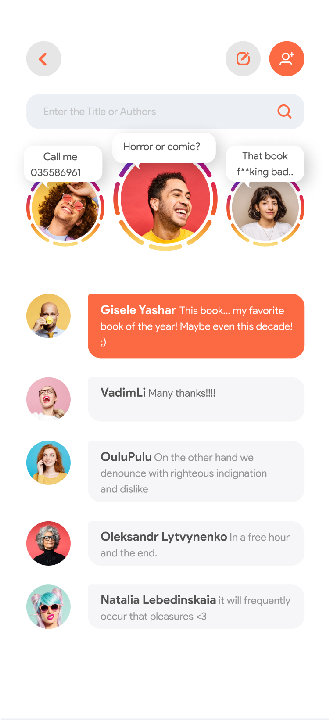 Enter the Title or Authors
Call me
035586961
Horror or comic?
That book
f**king bad..
Gisele Yashar This book... my favorite
book of the year! Maybe even this decade!
;)
VadimLi Many thanks!!!!
OuluPulu On the other hand we
denounce with righteous indignation
and dislike
Oleksandr Lytvynenko In a free hour
and the end.
Natalia Lebedinskaia it will frequently
occur that pleasures <3